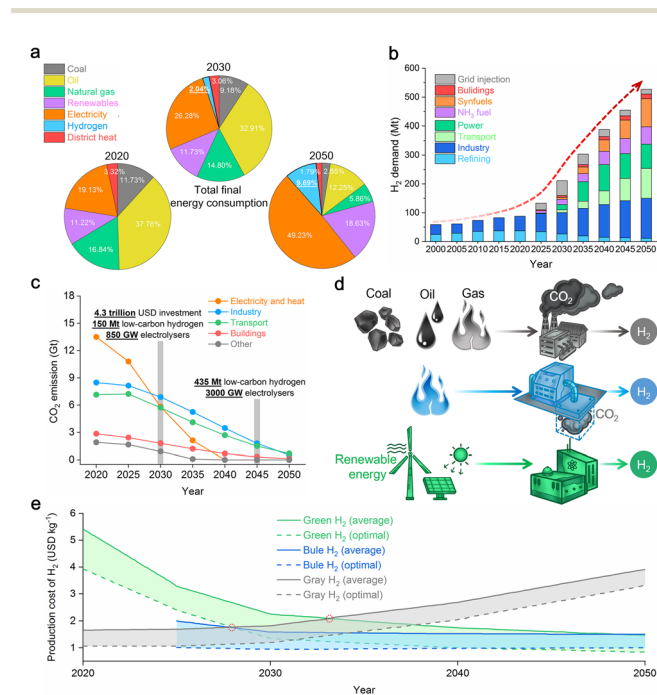 a
Coal
Oil
Natural gas
Renewables
Electricity
Hydrogen
District heat
2030
3.06%
2.04%
9.18%
26.28%
32.91%
11.73%
14.80%
Total final
energy consumption
2020
3.32%
11.73%
19.13%
37.76%
11.22%
16.84%
2050
1.79%
2.55%
9.69%
12.25%
5.86%
49.23%
18.63%
b
Grid injection
Bulidings
Synfuels
NH3 fuel
Power
Transport
Industry
Refining
H2 demand (Mt)
600
500
400
300
200
100
0
2000 2005 2010 2015 2020 2025 2030 2035 2040 2045 2050
Year
c
Electricity and heat
Industry
Transport
Buildings
Other
4.3 trillion USD investment
150 Mt low-carbon hydrogen
850 GW electrolysers
435 Mt low-carbon hydrogen
3000 GW electrolysers
CO2 emission (Gt)
18
15
12
9
6
3
0
2020 2025 2030 2035 2040 2045 2050
Year
d
Coal Oil Gas
CO2
H2
H2
CO2
Renewable
energy
H2
e
Green H2 (average)
Green H2 (optimal)
Bule H2 (average)
Bule H2 (optimal)
Gray H2 (average)
Gray H2 (optimal)
Production cost of H2 (USD kg-1)
6
5
4
3
2
1
2020 2030 2040 2050
Year